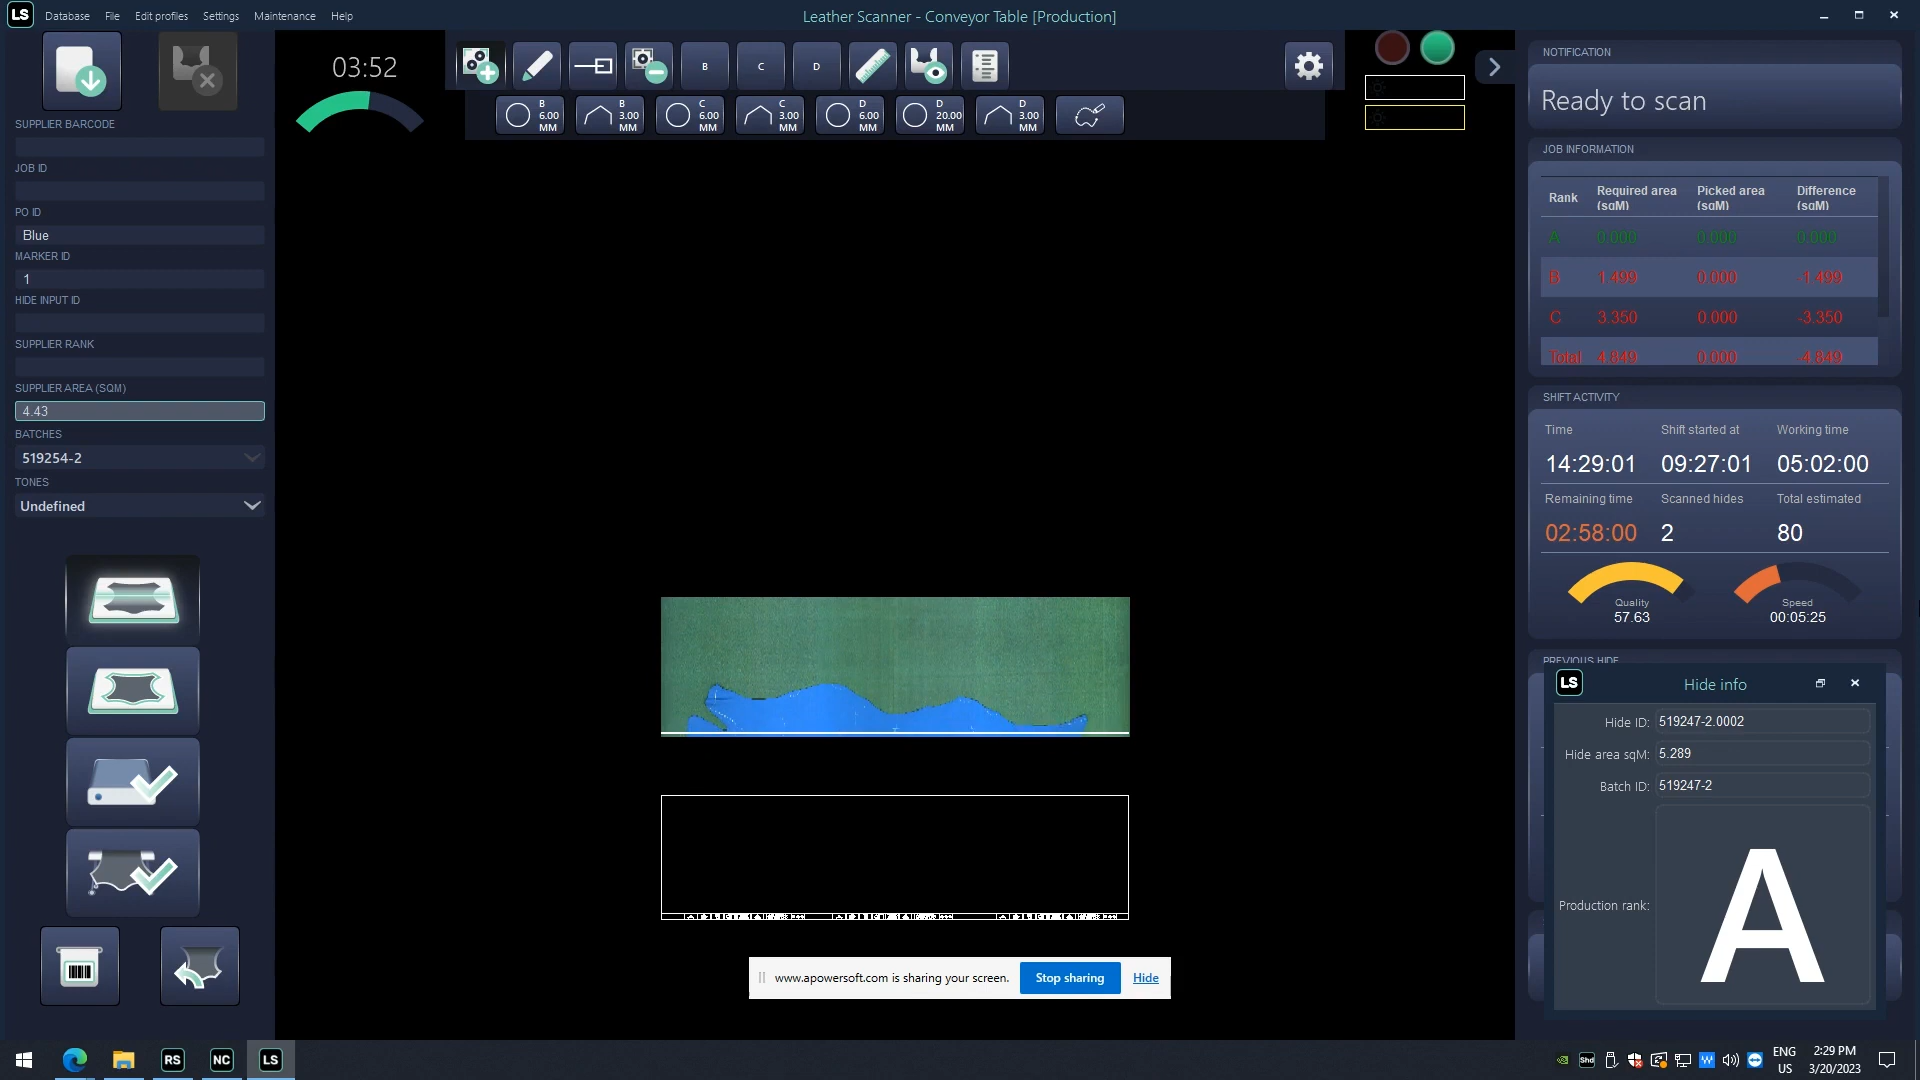 LS Database File Edit profiles Settings Maintenance Help
Leather Scanner - Conveyor Table [Production]
SUPPLIER BARCODE
JOB ID
PO ID
Blue
MARKER ID
1
HIDE INPUT ID
SUPPLIER RANK
SUPPLIER AREA (SQM)
4.43
BATCHES
519254-2
TONES
Undefined
03:52
B C D
B 6.00 MM
B 3.00 MM
C 6.00 MM
C 3.00 MM
D 6.00 MM
D 20.00 MM
D 3.00 MM
www.apowersoft.com is sharing your screen. Stop sharing Hide
NOTIFICATION
Ready to scan
JOB INFORMATION
Rank Required area (sqM) Picked area (sqM) Difference (sqM)
A 0.000 0.000 0.000
B 1.499 0.000 -1.499
C 3.350 0.000 -3.350
Total 4.849 0.000 -4.849
SHIFT ACTIVITY
Time Shift started at Working time
14:29:01 09:27:01 05:02:00
Remaining time Scanned hides Total estimated
02:58:00 2 80
Quality
57.63
Speed
00:05:25
PREVIOUS HIDE
LS Hide info
Hide ID: 519247-2.0002
Hide area sqM: 5.289
Batch ID: 519247-2
Production rank: A
RS NC LS
Shd
ENG
US
2:29 PM
3/20/2023